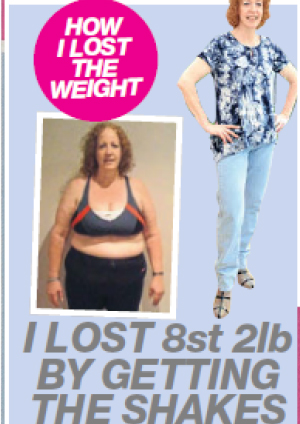 HOW
I LOST
THE
WEIGHT
I LOST 8st 2lb
BY GETTING
THE SHAKES